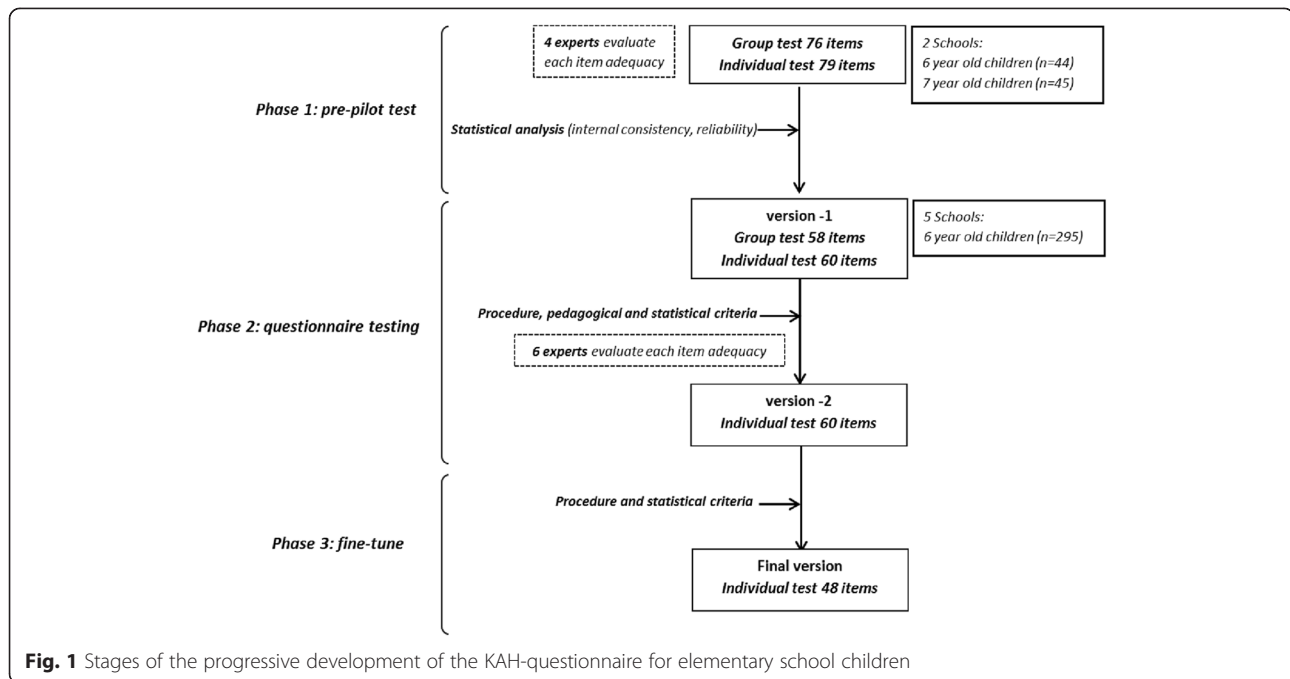 4 experts evaluate
each item adequacy
Group test 76 items
Individual test 79 items
2 Schools:
6 year old children (n=44)
7 year old children (n=45)
Phase 1: pre-pilot test
Statistical analysis (internal consistency, reliability)
version -1
Group test 58 items
Individual test 60 items
5 Schools:
6 year old children (n=295)
Procedure, pedagogical and statistical criteria
Phase 2: questionnaire testing
6 experts evaluate each item adequacy
version -2
Individual test 60 items
Procedure and statistical criteria
Phase 3: fine-tune
Final version
Individual test 48 items
Fig. 1 Stages of the progressive development of the KAH-questionnaire for elementary school children